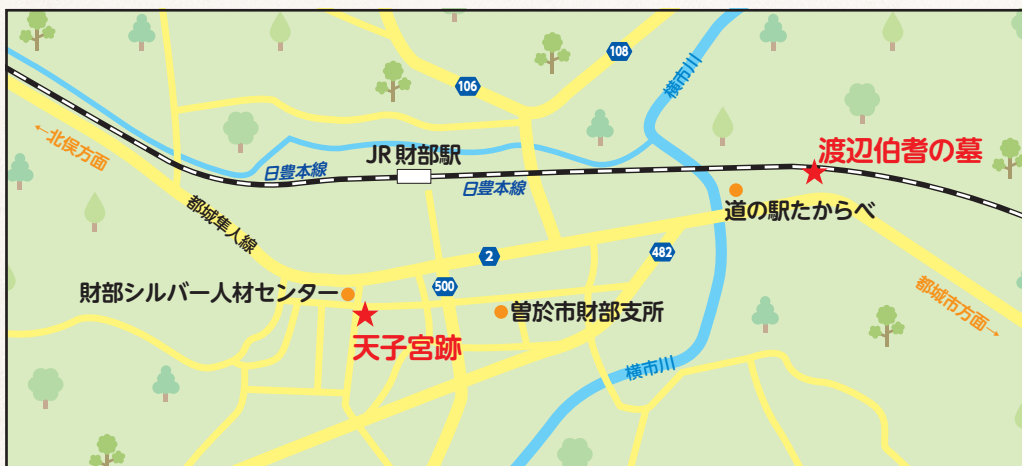 108
106
横市川
←北俣方面
JR財部駅
渡辺伯耆の墓
日豊本線
日豊本線
都城隼人線
道の駅たからべ
2
482
財部シルバー人材センター
500
曽於市財部支所
都城市方面→
天子宮跡
横市川